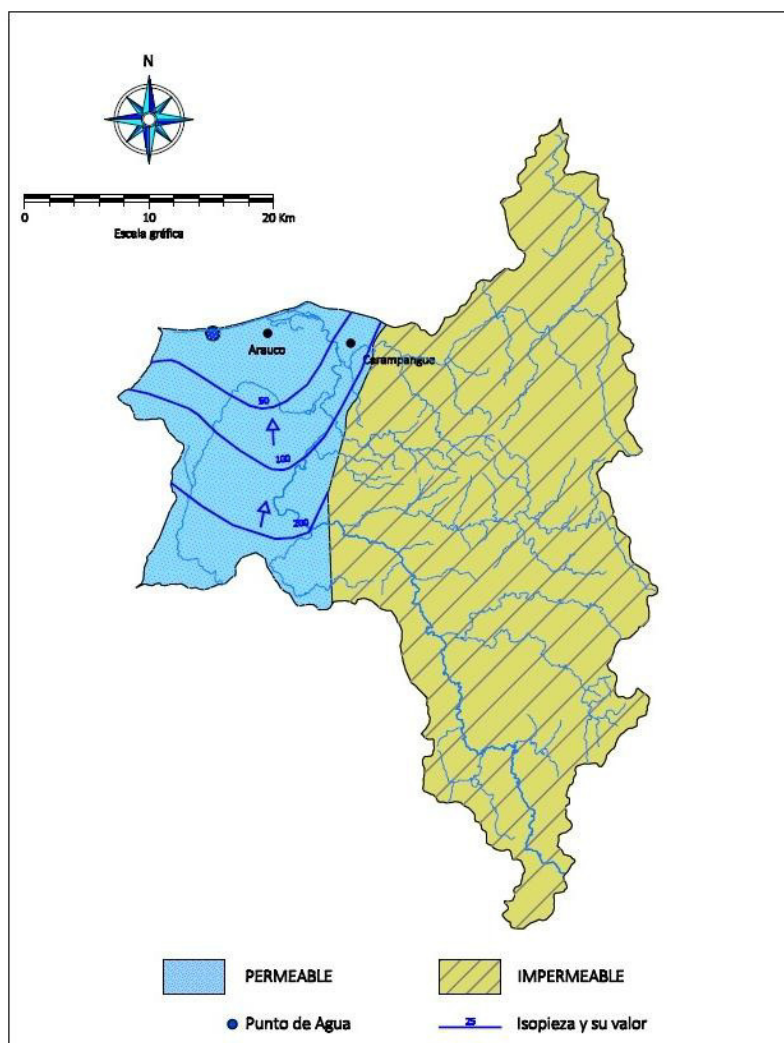 N
0 10 20 Km
Escala gráfica
Arauco
Carampangue
50
100
200
PERMEABLE
IMPERMEABLE
Punto de Agua
25 Isopieza y su valor